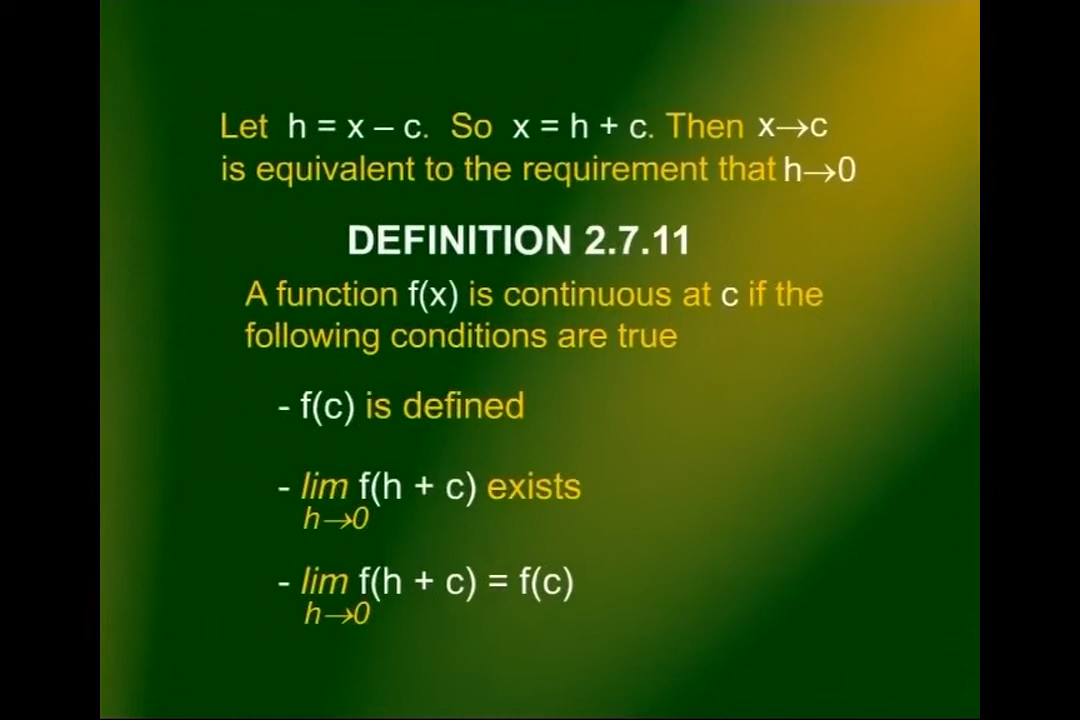 Let h = x – c. So x = h + c. Then x→c
is equivalent to the requirement that h→0
DEFINITION 2.7.11
A function f(x) is continuous at c if the
following conditions are true
- f(c) is defined
- lim f(h + c) exists
h→0
- lim f(h + c) = f(c)
h→0